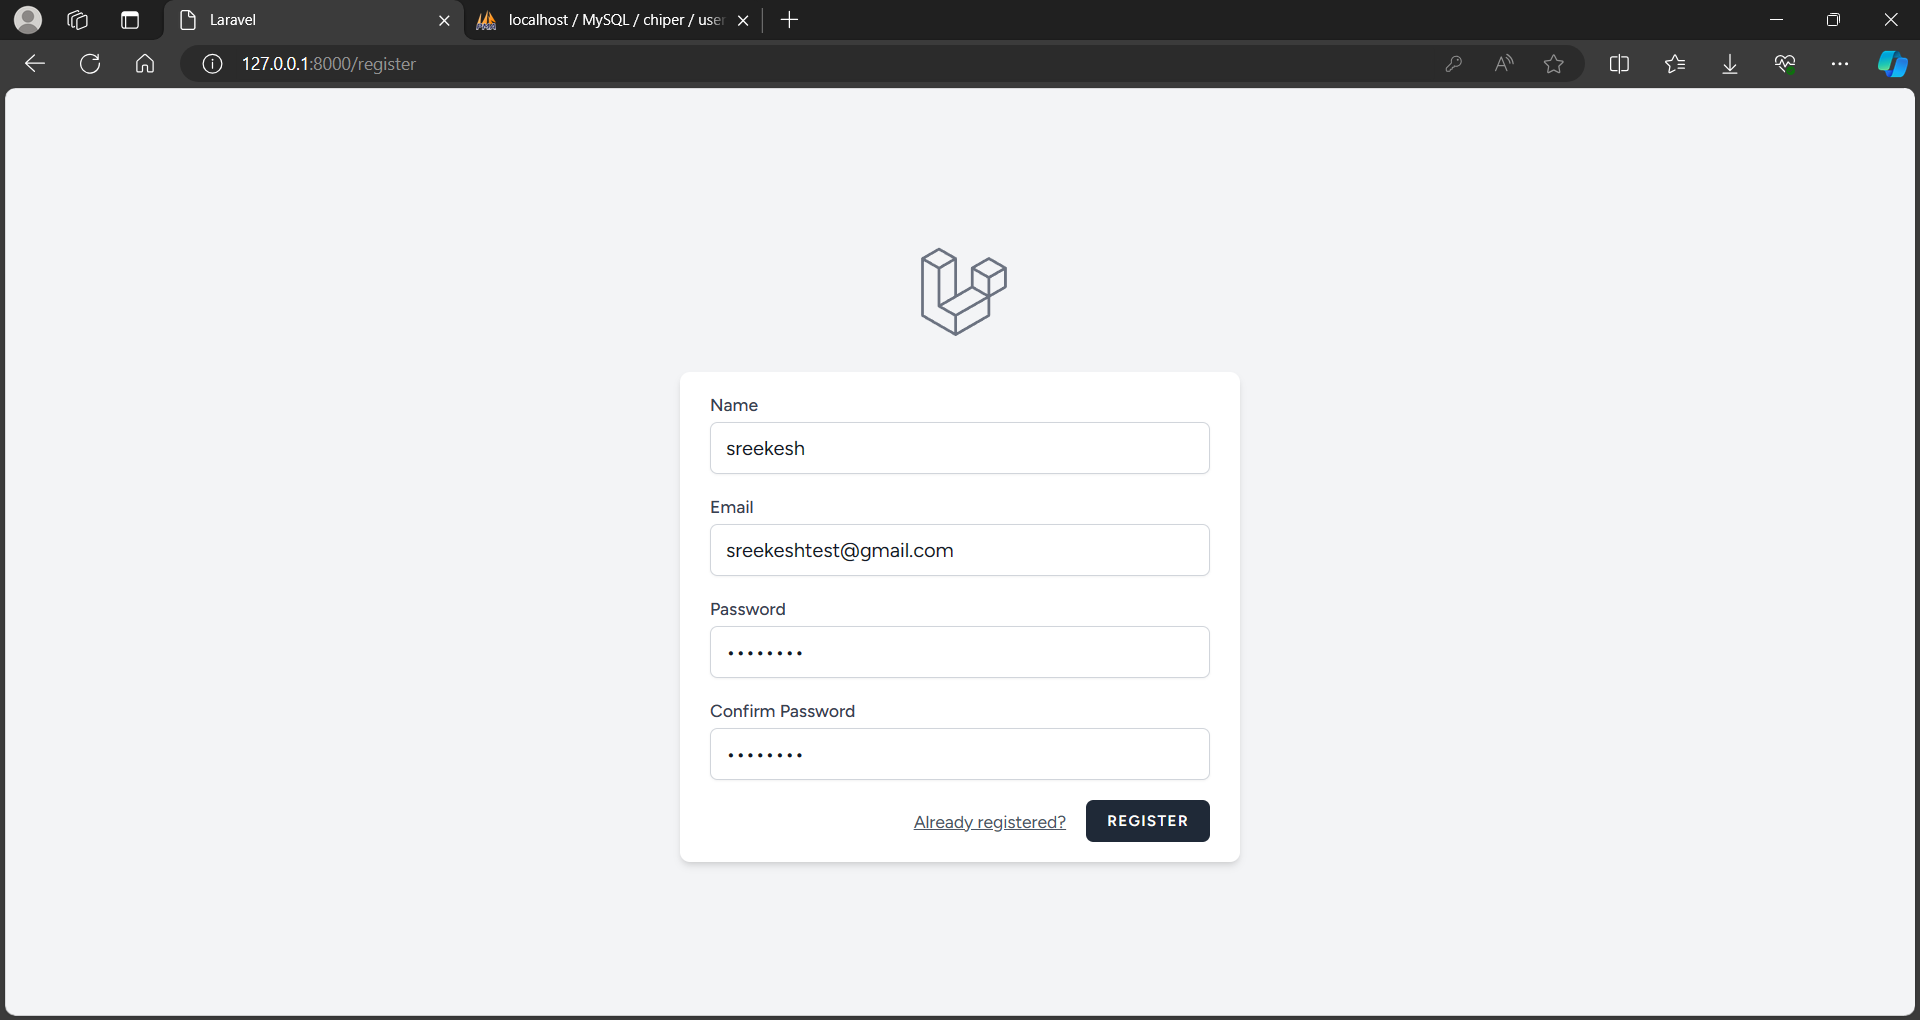 Laravel
localhost / MySQL / chiper / user
127.0.0.1:8000/register
Name
sreekesh
Email
sreekeshtest@gmail.com
Password
••••••••
Confirm Password
••••••••
Already registered?
REGISTER